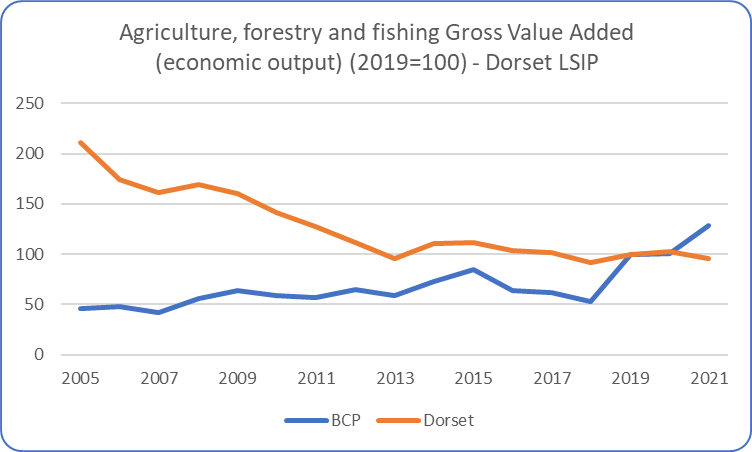 Agriculture, forestry and fishing Gross Value Added
(economic output) (2019=100) - Dorset LSIP
250
200
150
100
50
0
2005 2007 2009 2011 2013 2015 2017 2019 2021
BCP Dorset